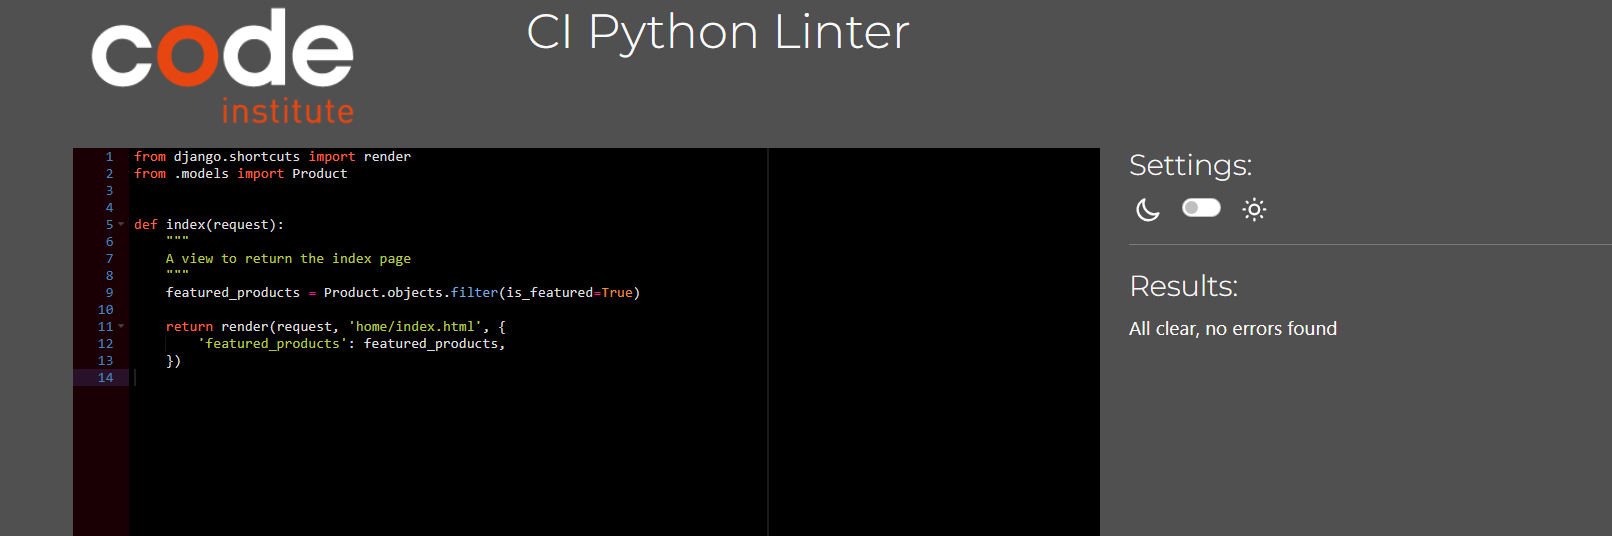 code
institute
CI Python Linter
1 from django.shortcuts import render
2 from .models import Product
3
4
5 def index(request):
6     """
7     A view to return the index page
8     """
9     featured_products = Product.objects.filter(is_featured=True)
10
11     return render(request, 'home/index.html', {
12         'featured_products': featured_products,
13     })
14
Settings:
Results:
All clear, no errors found